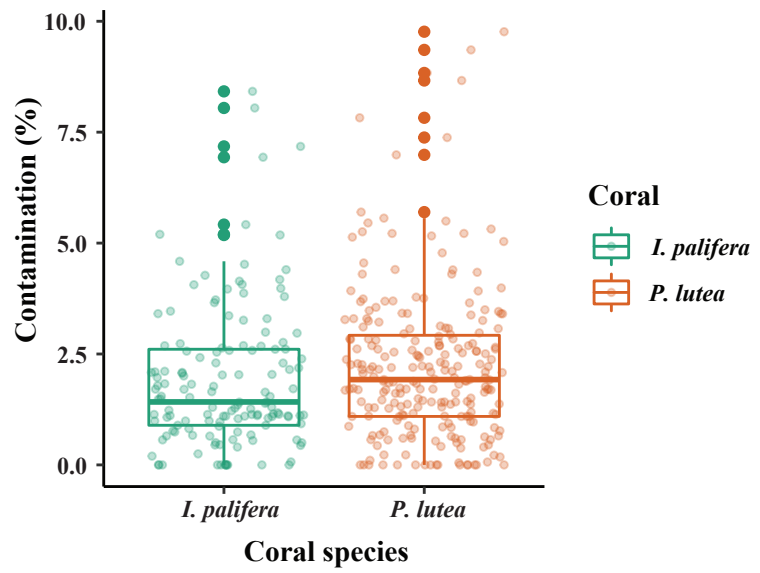 10.0
7.5
5.0
2.5
0.0
Contamination (%)
I. palifera
P. lutea
Coral species
Coral
I. palifera
P. lutea